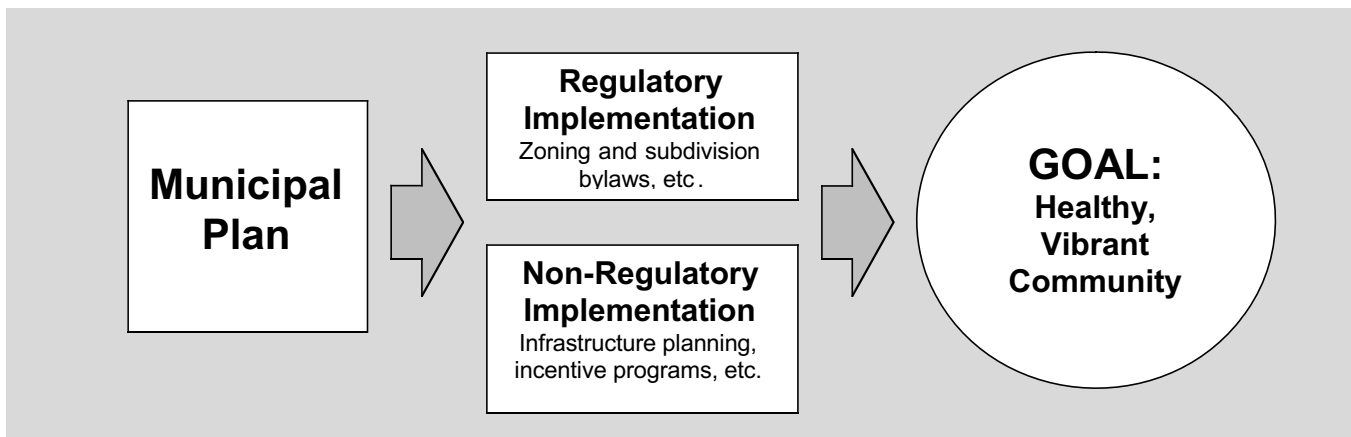 Municipal
Plan
Regulatory
Implementation
Zoning and subdivision
bylaws, etc.
Non-Regulatory
Implementation
Infrastructure planning,
incentive programs, etc.
GOAL:
Healthy,
Vibrant
Community